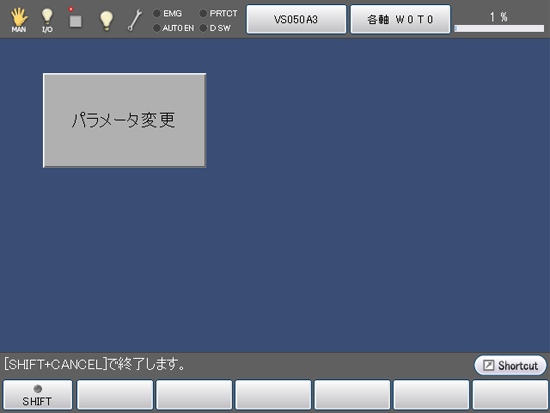 MAN
I/O
EMG
AUTO EN
PRTCT
D SW
VS050A3
各軸 W0T0
1 %
パラメータ変更
[SHIFT+CANCEL]で終了します。
Shortcut
SHIFT